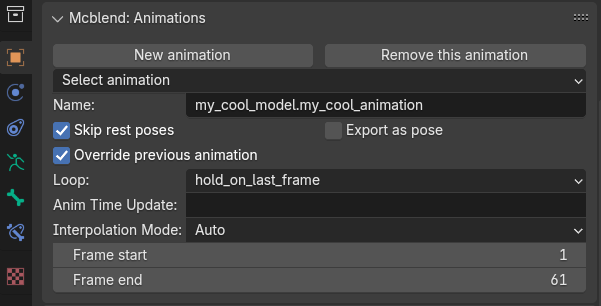 Mcblend: Animations
New animation Remove this animation
Select animation
Name: my_cool_model.my_cool_animation
Skip rest poses Export as pose
Override previous animation
Loop: hold_on_last_frame
Anim Time Update:
Interpolation Mode: Auto
Frame start 1
Frame end 61